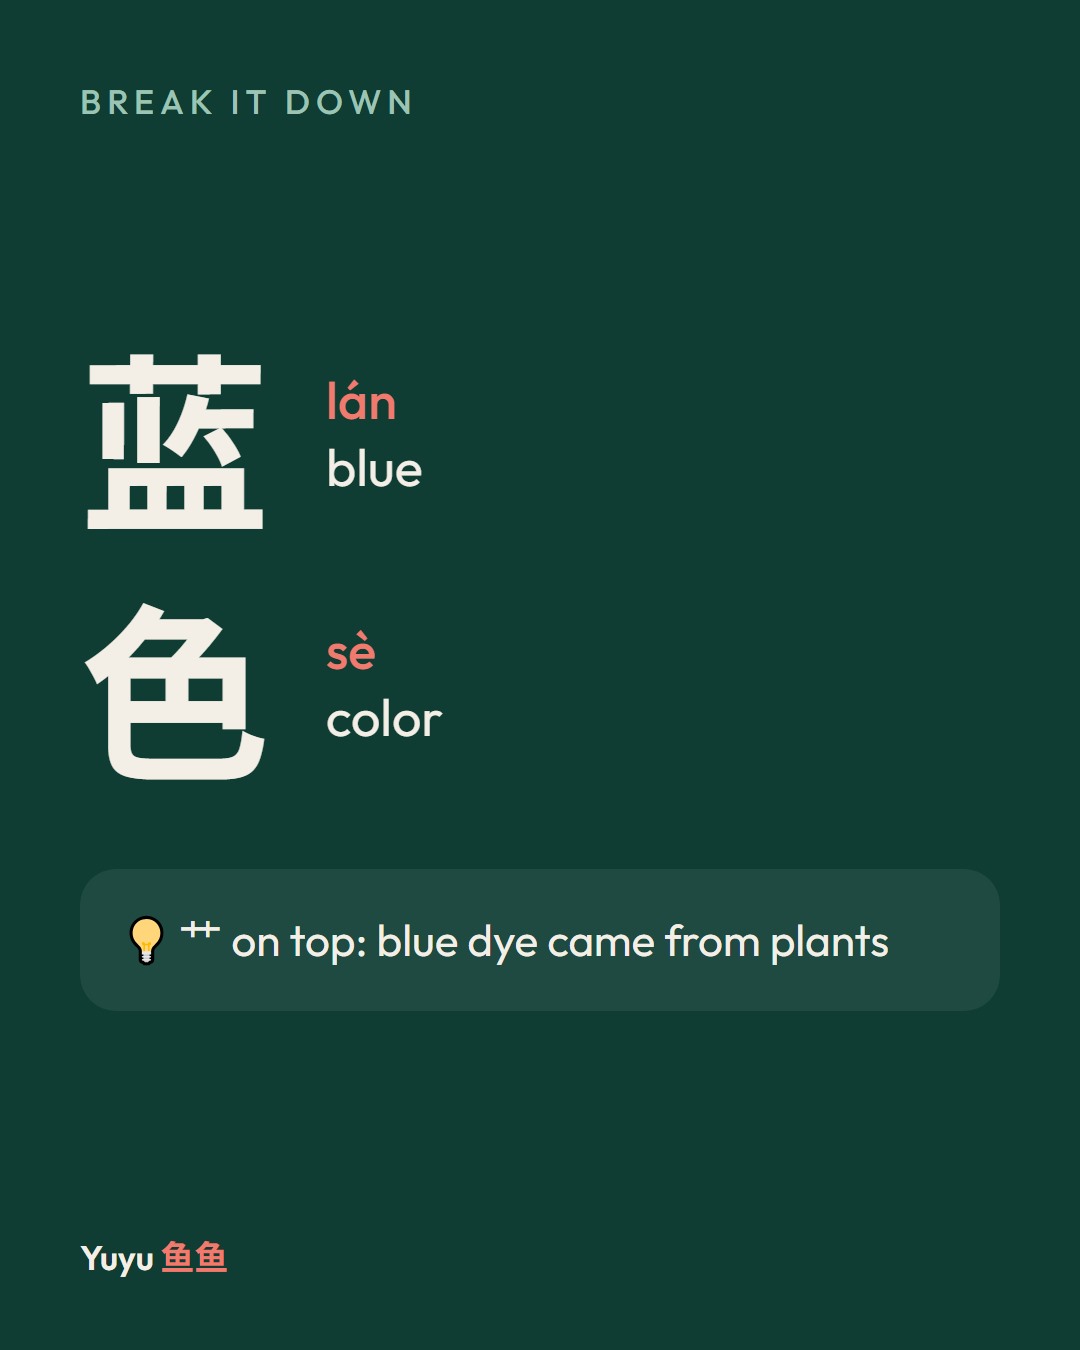 BREAK IT DOWN
蓝
lán
blue
色
sè
color
💡 艹 on top: blue dye came from plants
Yuyu 鱼鱼